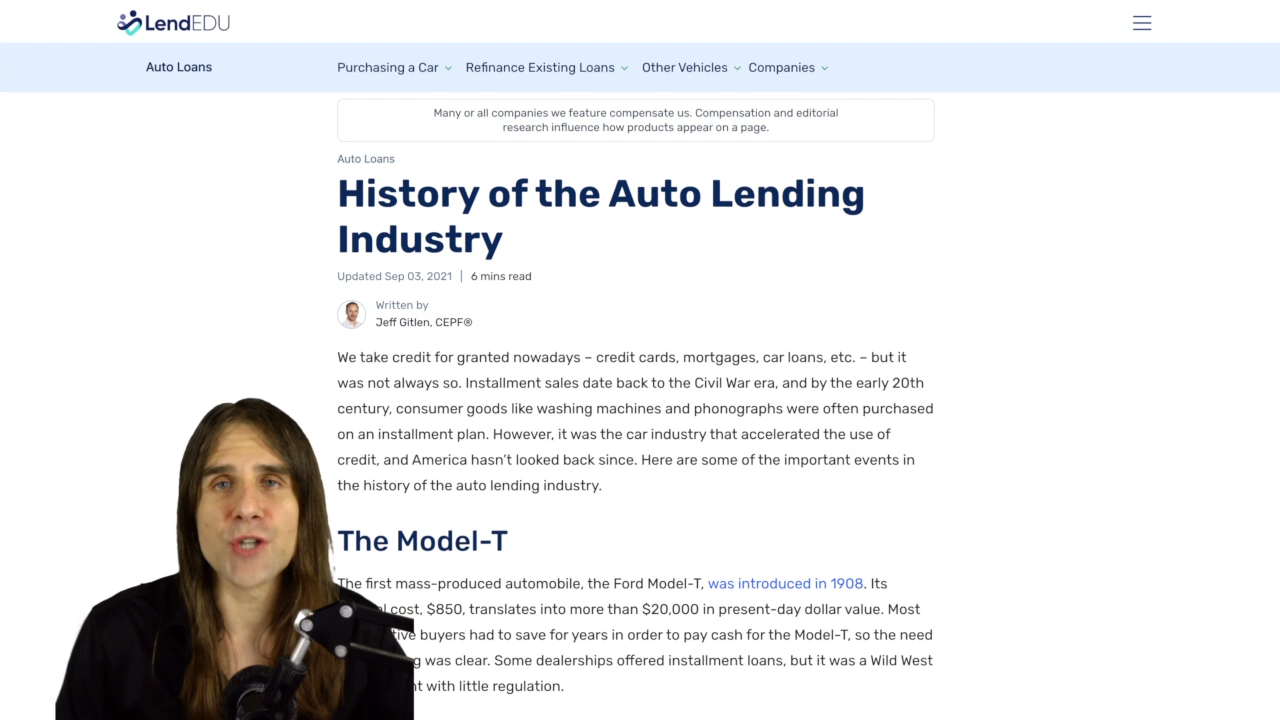 LendEDU
Auto Loans
Purchasing a Car
Refinance Existing Loans
Other Vehicles
Companies
Many or all companies we feature compensate us. Compensation and editorial
research influence how products appear on a page.
Auto Loans
History of the Auto Lending
Industry
Updated Sep 03, 2021 | 6 mins read
Written by
Jeff Gitlen, CEPF®
We take credit for granted nowadays – credit cards, mortgages, car loans, etc. – but it
was not always so. Installment sales date back to the Civil War era, and by the early 20th
century, consumer goods like washing machines and phonographs were often purchased
on an installment plan. However, it was the car industry that accelerated the use of
credit, and America hasn't looked back since. Here are some of the important events in
the history of the auto lending industry.
The Model-T
The first mass-produced automobile, the Ford Model-T, was introduced in 1908. Its
cost, $850, translates into more than $20,000 in present-day dollar value. Most
buyers had to save for years in order to pay cash for the Model-T, so the need
was clear. Some dealerships offered installment loans, but it was a Wild West
with little regulation.